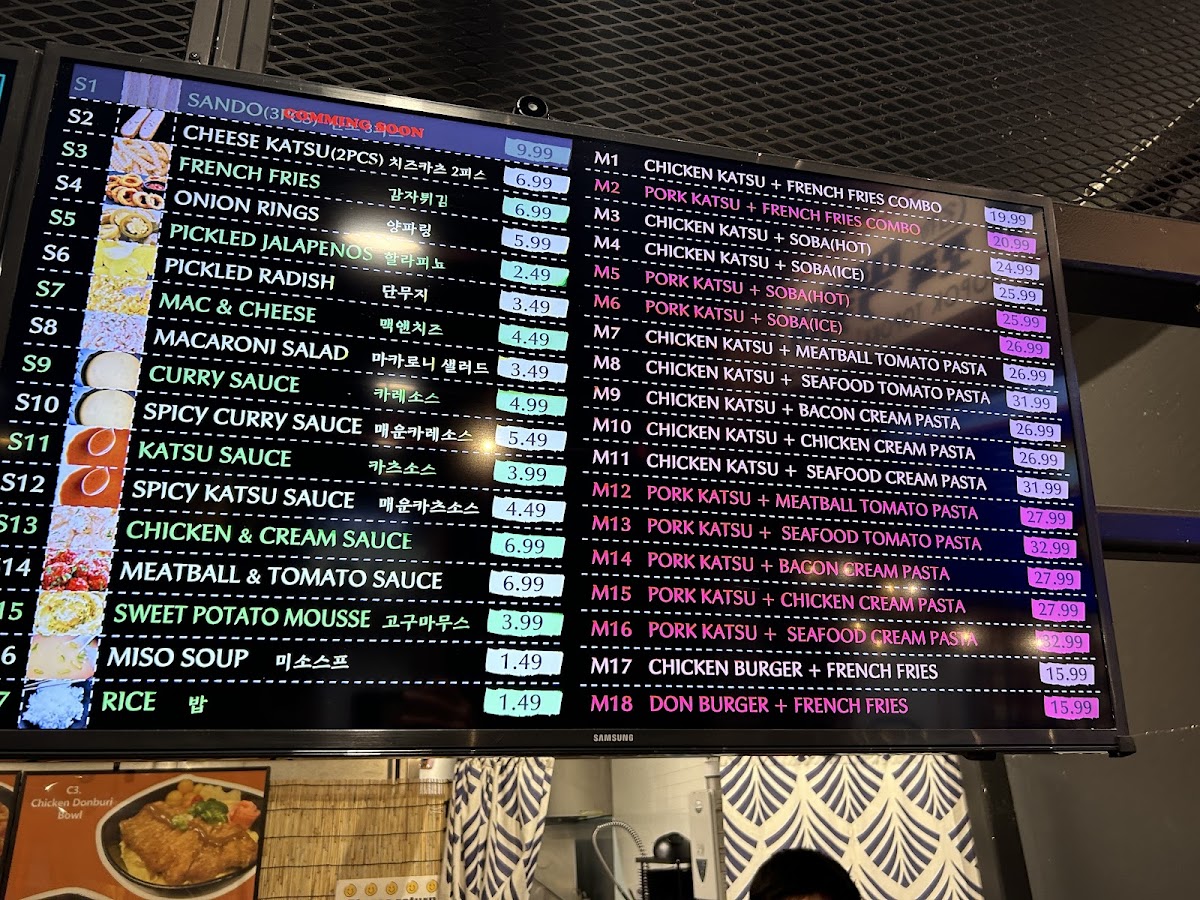 S1 SANDO(3PCS) 9.99
COMMING SOON
S2 CHEESE KATSU(2PCS) 치즈카츠 2피스 6.99
S3 FRENCH FRIES 감자튀김 6.99
S4 ONION RINGS 양파링 5.99
S5 PICKLED JALAPENOS 할라피뇨 2.49
S6 PICKLED RADISH 단무지 3.49
S7 MAC & CHEESE 맥앤치즈 4.49
S8 MACARONI SALAD 마카로니 샐러드 3.49
S9 CURRY SAUCE 카레소스 4.99
S10 SPICY CURRY SAUCE 매운카레소스 5.49
S11 KATSU SAUCE 카츠소스 3.99
S12 SPICY KATSU SAUCE 매운카츠소스 4.49
S13 CHICKEN & CREAM SAUCE 6.99
14 MEATBALL & TOMATO SAUCE 6.99
15 SWEET POTATO MOUSSE 고구마무스 3.99
6 MISO SOUP 미소스프 1.49
7 RICE 밥 1.49
M1 CHICKEN KATSU + FRENCH FRIES COMBO 19.99
M2 PORK KATSU + FRENCH FRIES COMBO 20.99
M3 CHICKEN KATSU + SOBA(HOT) 24.99
M4 CHICKEN KATSU + SOBA(ICE) 25.99
M5 PORK KATSU + SOBA(HOT) 25.99
M6 PORK KATSU + SOBA(ICE) 26.99
M7 CHICKEN KATSU + MEATBALL TOMATO PASTA 26.99
M8 CHICKEN KATSU + SEAFOOD TOMATO PASTA 31.99
M9 CHICKEN KATSU + BACON CREAM PASTA 26.99
M10 CHICKEN KATSU + CHICKEN CREAM PASTA 26.99
M11 CHICKEN KATSU + SEAFOOD CREAM PASTA 31.99
M12 PORK KATSU + MEATBALL TOMATO PASTA 27.99
M13 PORK KATSU + SEAFOOD TOMATO PASTA 32.99
M14 PORK KATSU + BACON CREAM PASTA 27.99
M15 PORK KATSU + CHICKEN CREAM PASTA 27.99
M16 PORK KATSU + SEAFOOD CREAM PASTA 32.99
M17 CHICKEN BURGER + FRENCH FRIES 15.99
M18 DON BURGER + FRENCH FRIES 15.99
SAMSUNG
C3.
Chicken Donburi
Bowl